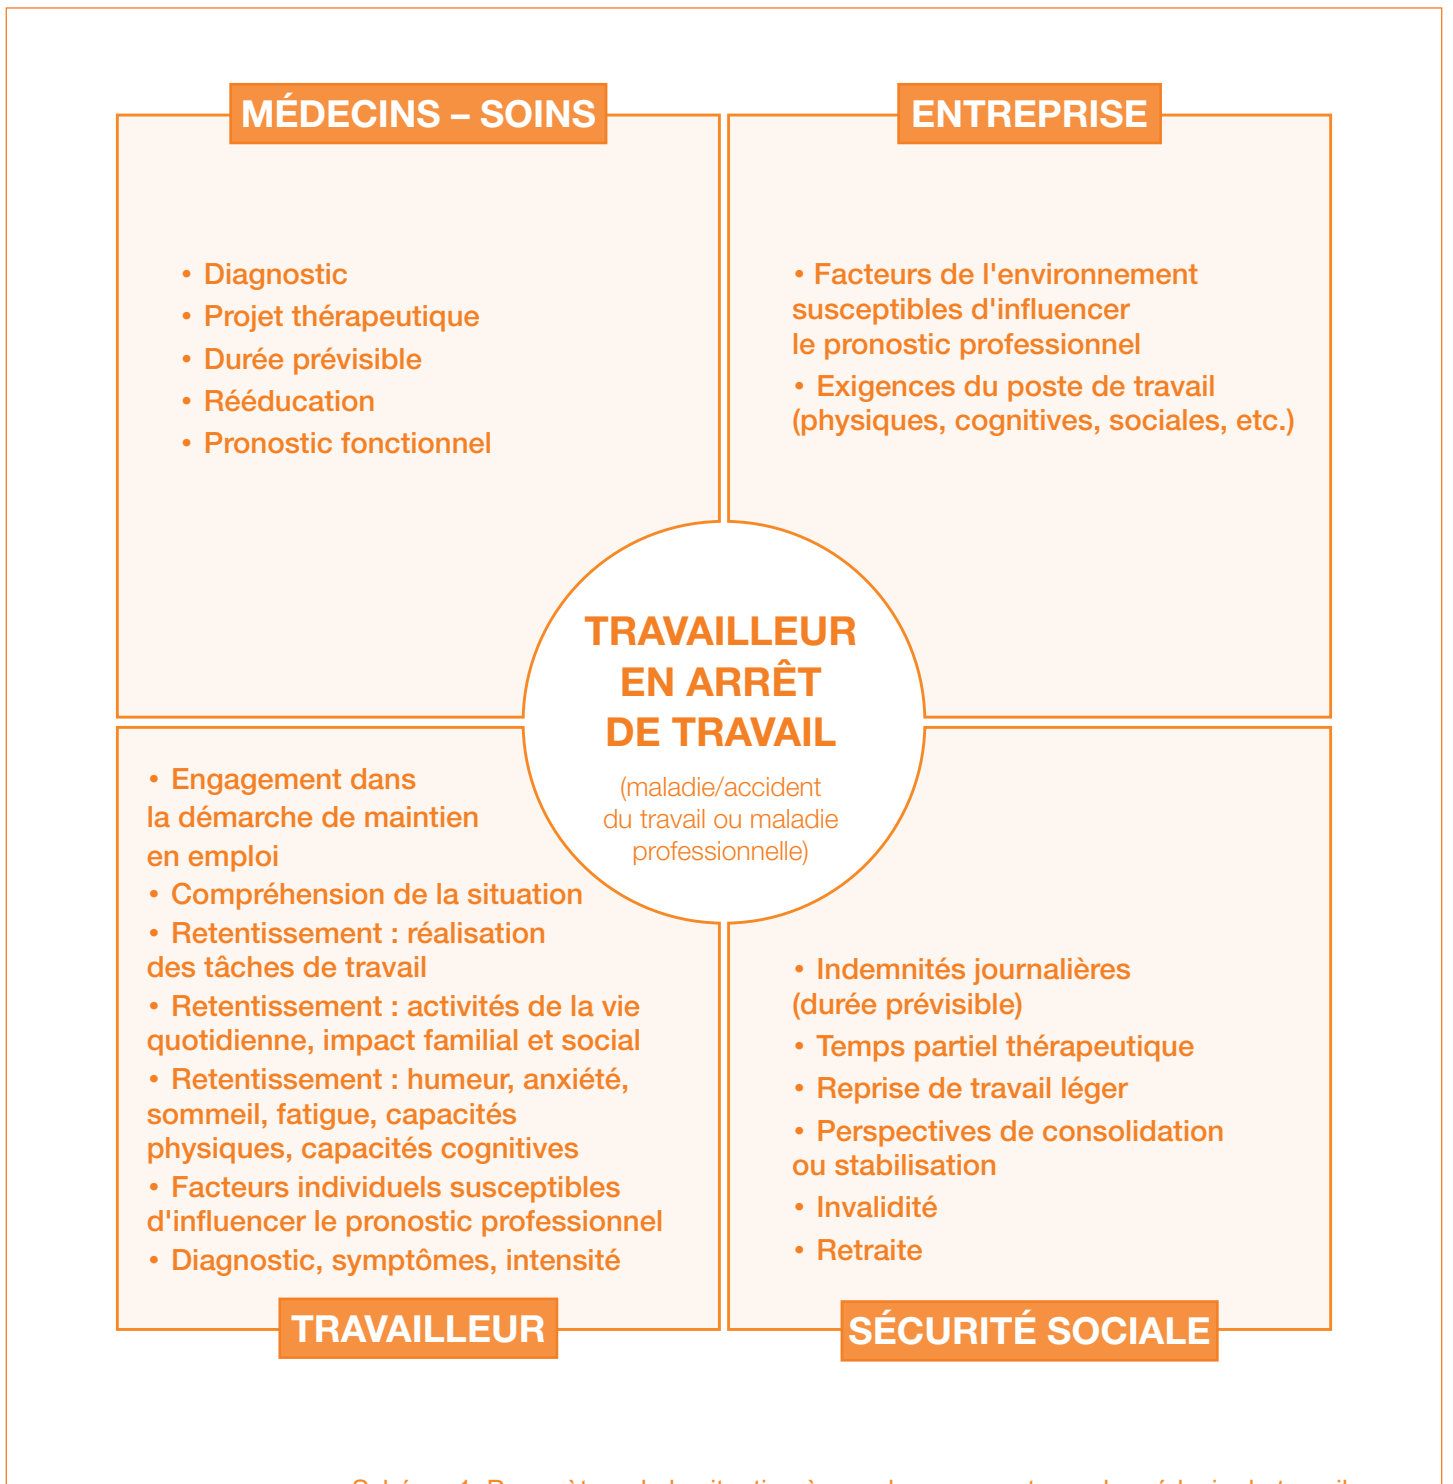 MÉDECINS – SOINS
• Diagnostic
• Projet thérapeutique
• Durée prévisible
• Rééducation
• Pronostic fonctionnel
ENTREPRISE
• Facteurs de l'environnement
susceptibles d'influencer
le pronostic professionnel
• Exigences du poste de travail
(physiques, cognitives, sociales, etc.)
TRAVAILLEUR
EN ARRÊT
DE TRAVAIL
(maladie/accident
du travail ou maladie
professionnelle)
• Engagement dans
la démarche de maintien
en emploi
• Compréhension de la situation
• Retentissement : réalisation
des tâches de travail
• Retentissement : activités de la vie
quotidienne, impact familial et social
• Retentissement : humeur, anxiété,
sommeil, fatigue, capacités
physiques, capacités cognitives
• Facteurs individuels susceptibles
d'influencer le pronostic professionnel
• Diagnostic, symptômes, intensité
TRAVAILLEUR
• Indemnités journalières
(durée prévisible)
• Temps partiel thérapeutique
• Reprise de travail léger
• Perspectives de consolidation
ou stabilisation
• Invalidité
• Retraite
SÉCURITÉ SOCIALE